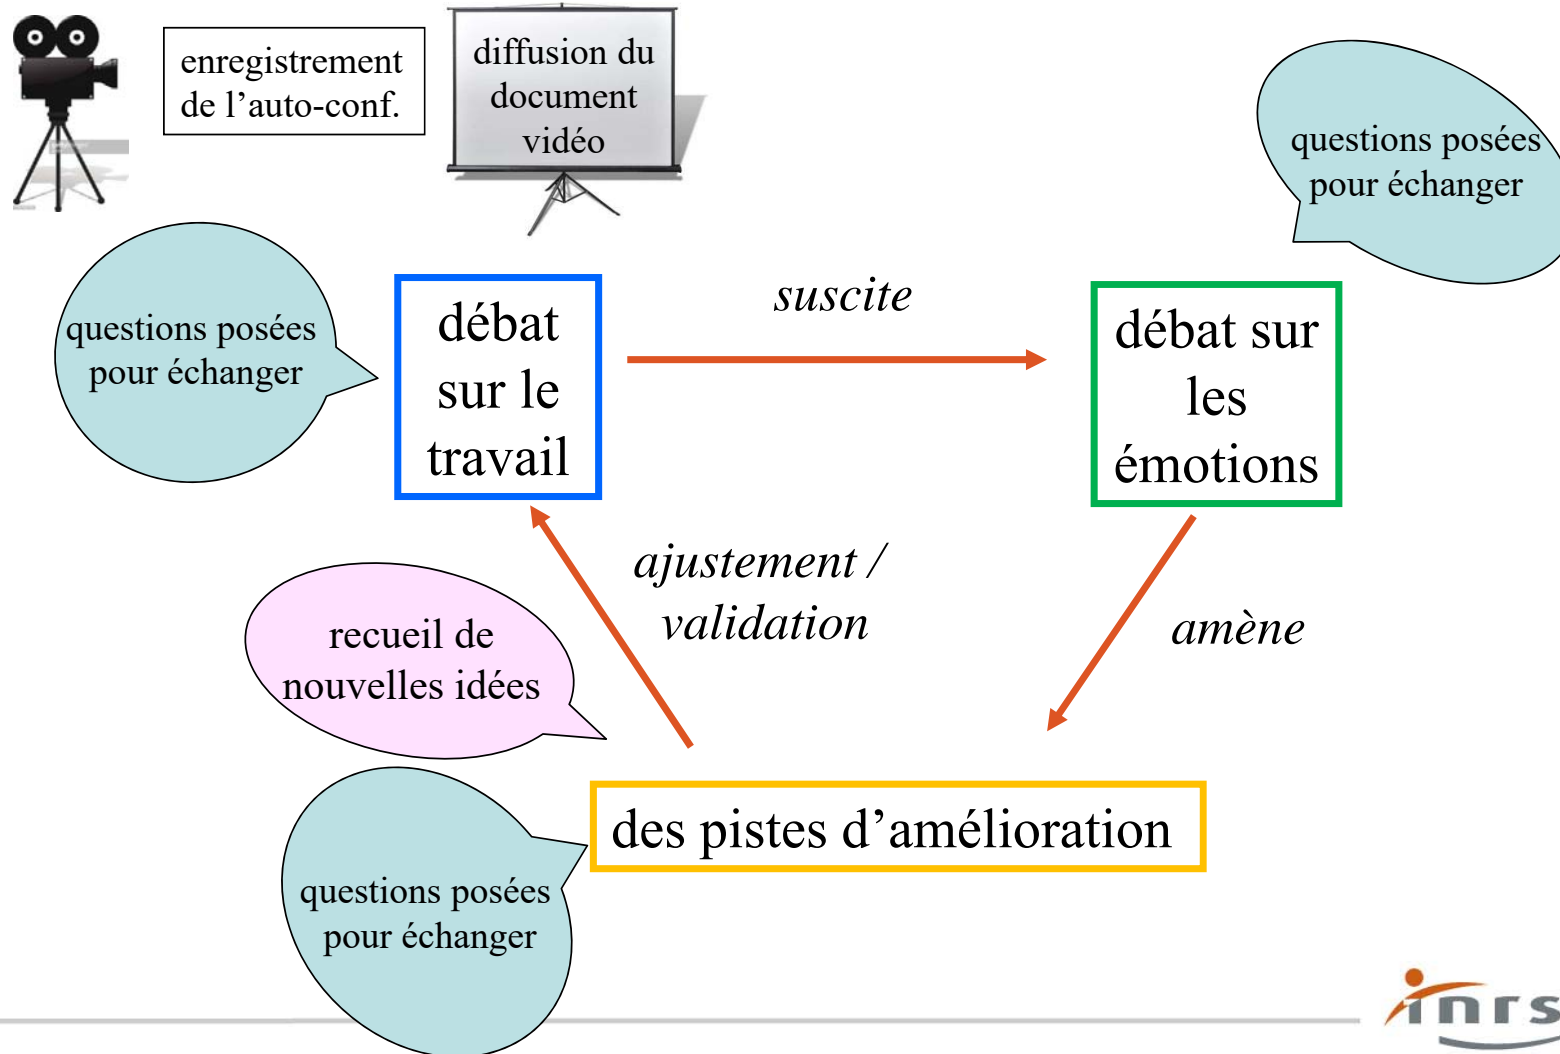 enregistrement
de l’auto-conf.
diffusion du
document
vidéo
questions posées
pour échanger
questions posées
pour échanger
débat
sur le
travail
suscite
débat sur
les
émotions
ajustement /
validation
amène
recueil de
nouvelles idées
des pistes d’amélioration
questions posées
pour échanger
inrs